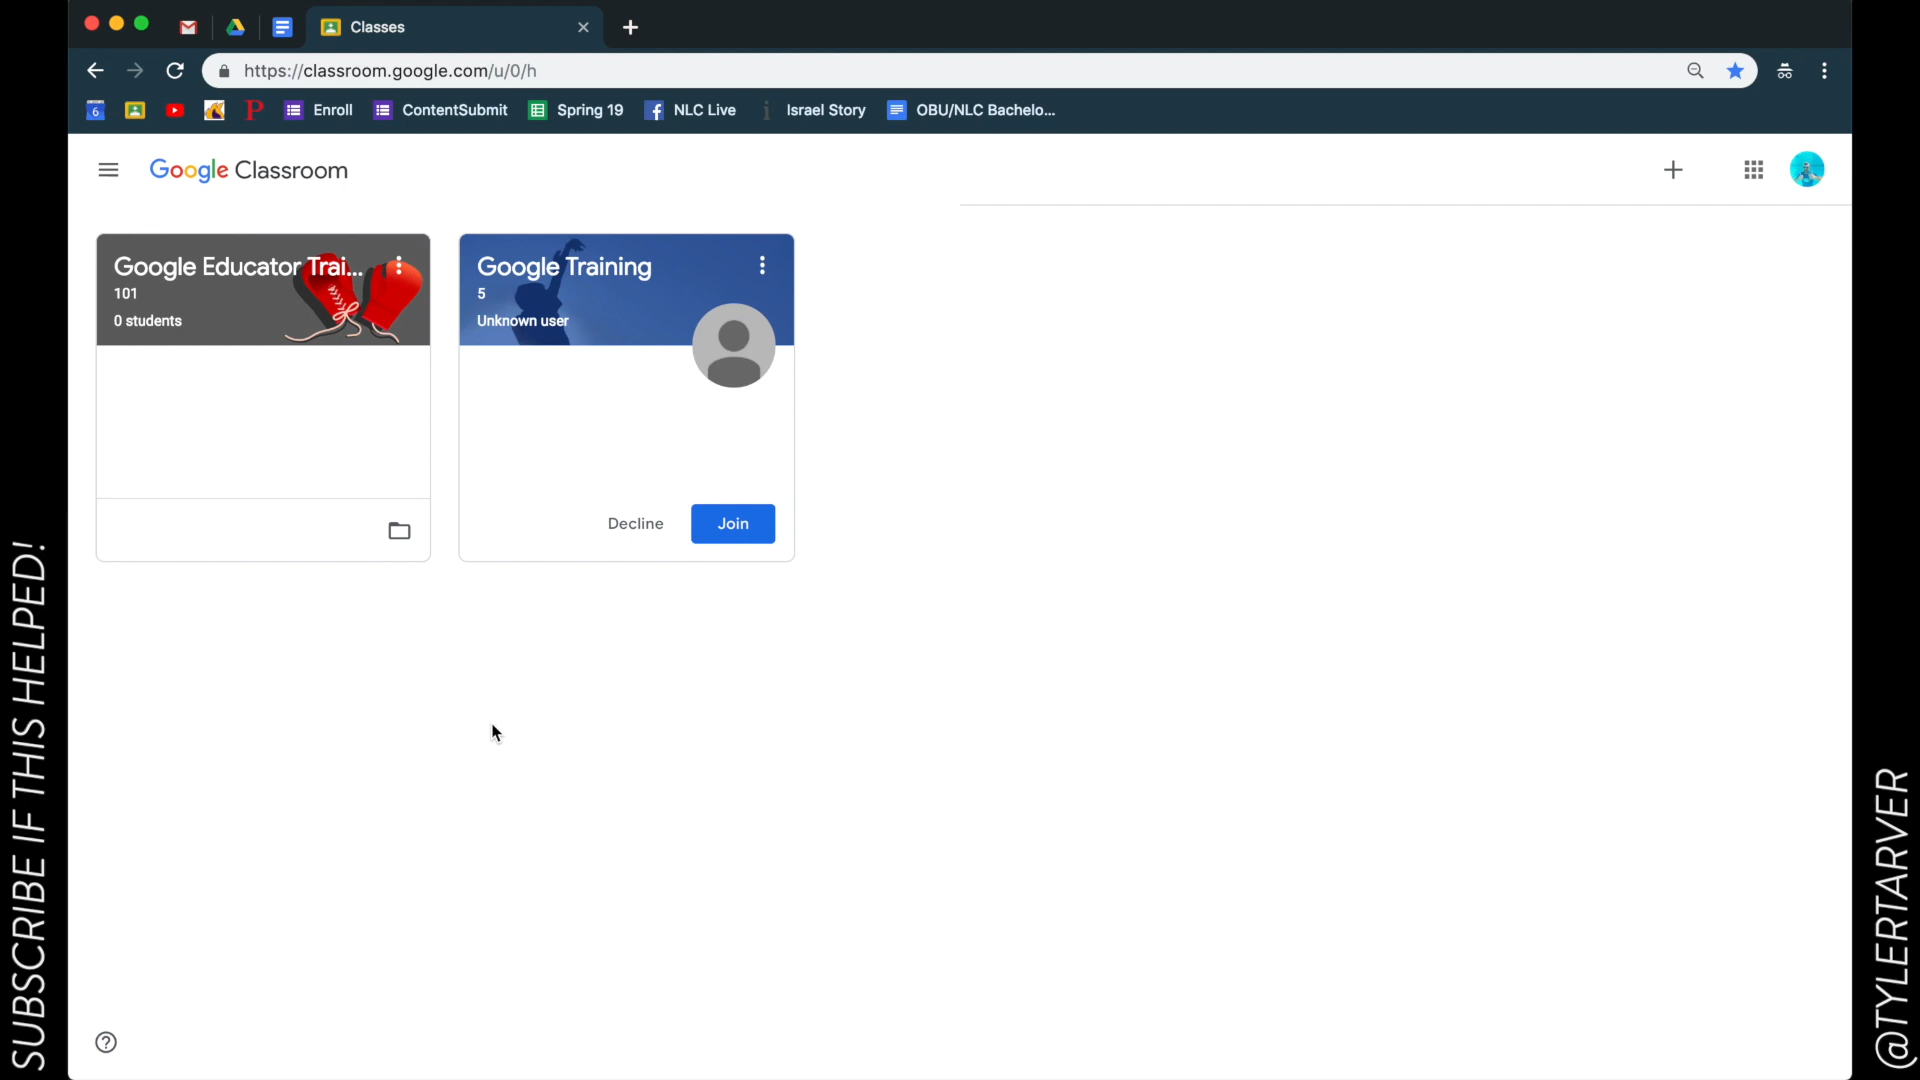 Classes
https://classroom.google.com/u/0/h
6
Enroll
ContentSubmit
Spring 19
NLC Live
Israel Story
OBU/NLC Bachelo...
Google Classroom
Google Educator Trai...
101
0 students
Google Training
5
Unknown user
Decline
Join
SUBSCRIBE IF THIS HELPED!
@TYLERTARVER